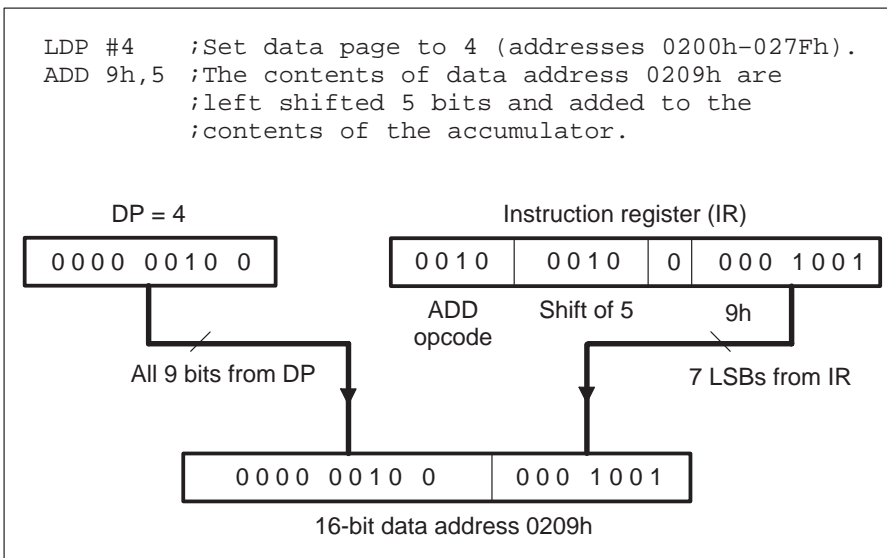 LDP #4 ;Set data page to 4 (addresses 0200h–027Fh).
ADD 9h,5 ;The contents of data address 0209h are
;left shifted 5 bits and added to the
;contents of the accumulator.
DP = 4
Instruction register (IR)
0000 0010 0
0010 0010 0 000 1001
ADD opcode
Shift of 5
9h
All 9 bits from DP
7 LSBs from IR
0000 0010 0 000 1001
16-bit data address 0209h